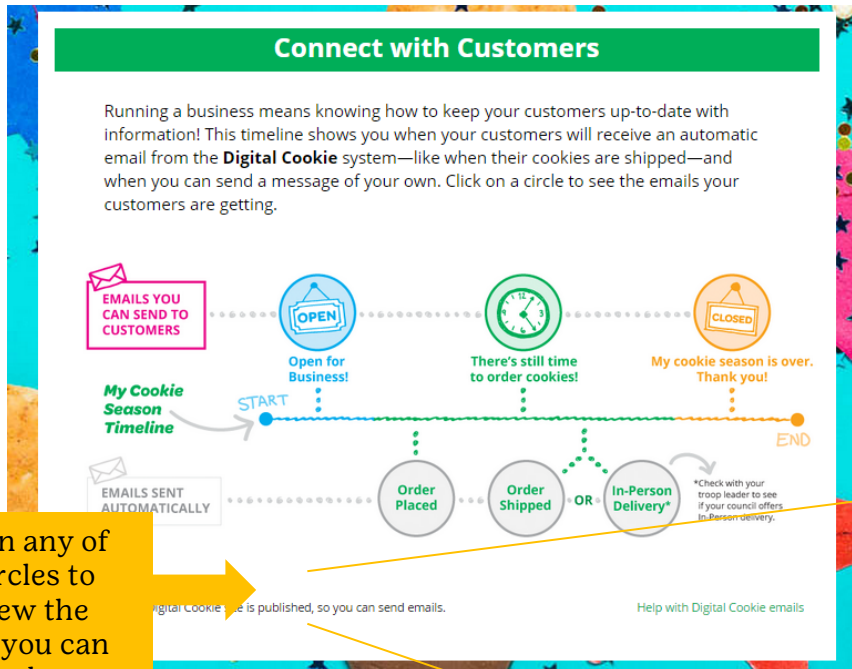 Connect with Customers
Running a business means knowing how to keep your customers up-to-date with
information! This timeline shows you when your customers will receive an automatic
email from the Digital Cookie system—like when their cookies are shipped—and
when you can send a message of your own. Click on a circle to see the emails your
customers are getting.
EMAILS YOU
CAN SEND TO
CUSTOMERS
OPEN
CLOSED
Open for
Business!
There's still time
to order cookies!
My cookie season is over.
Thank you!
My Cookie
Season
Timeline
START
END
EMAILS SENT
AUTOMATICALLY
Order
Placed
Order
Shipped
OR
In-Person
Delivery*
*Check with your
troop leader to see
if your council offers
In-Person delivery.
n any of
rcles to
ew the
you can
Digital Cookie site is published, so you can send emails.
Help with Digital Cookie emails